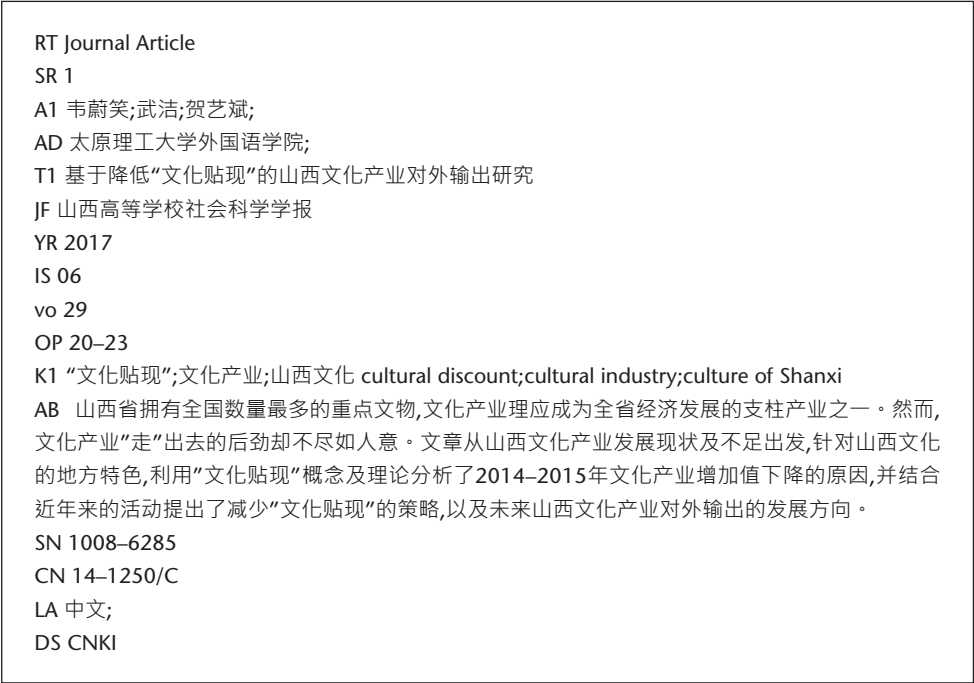 RT Journal Article
SR 1
A1 韦蔚笑;武洁;贺艺斌;
AD 太原理工大学外国语学院;
T1 基于降低“文化贴现”的山西文化产业对外输出研究
JF 山西高等学校社会科学学报
YR 2017
IS 06
vo 29
OP 20–23
K1 “文化贴现”;文化产业;山西文化 cultural discount;cultural industry;culture of Shanxi
AB 山西省拥有全国数量最多的重点文物,文化产业理应成为全省经济发展的支柱产业之一。然而,
文化产业”走”出去的后劲却不尽如人意。文章从山西文化产业发展现状及不足出发,针对山西文化
的地方特色,利用”文化贴现”概念及理论分析了2014–2015年文化产业增加值下降的原因,并结合
近年来的活动提出了减少”文化贴现”的策略,以及未来山西文化产业对外输出的发展方向。
SN 1008–6285
CN 14–1250/C
LA 中文;
DS CNKI